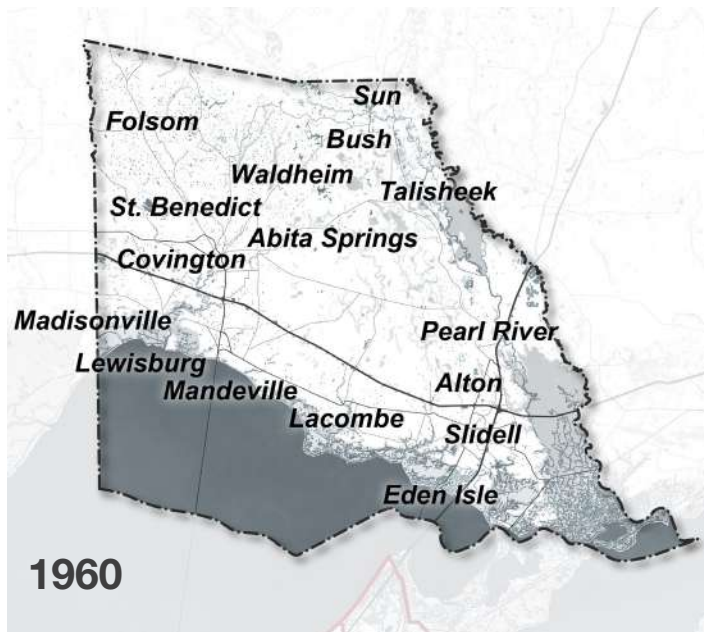 Sun
Folsom
Bush
Waldheim
Talisheek
St. Benedict
Abita Springs
Covington
Madisonville
Pearl River
Lewisburg
Mandeville
Alton
Lacombe
Slidell
Eden Isle
1960